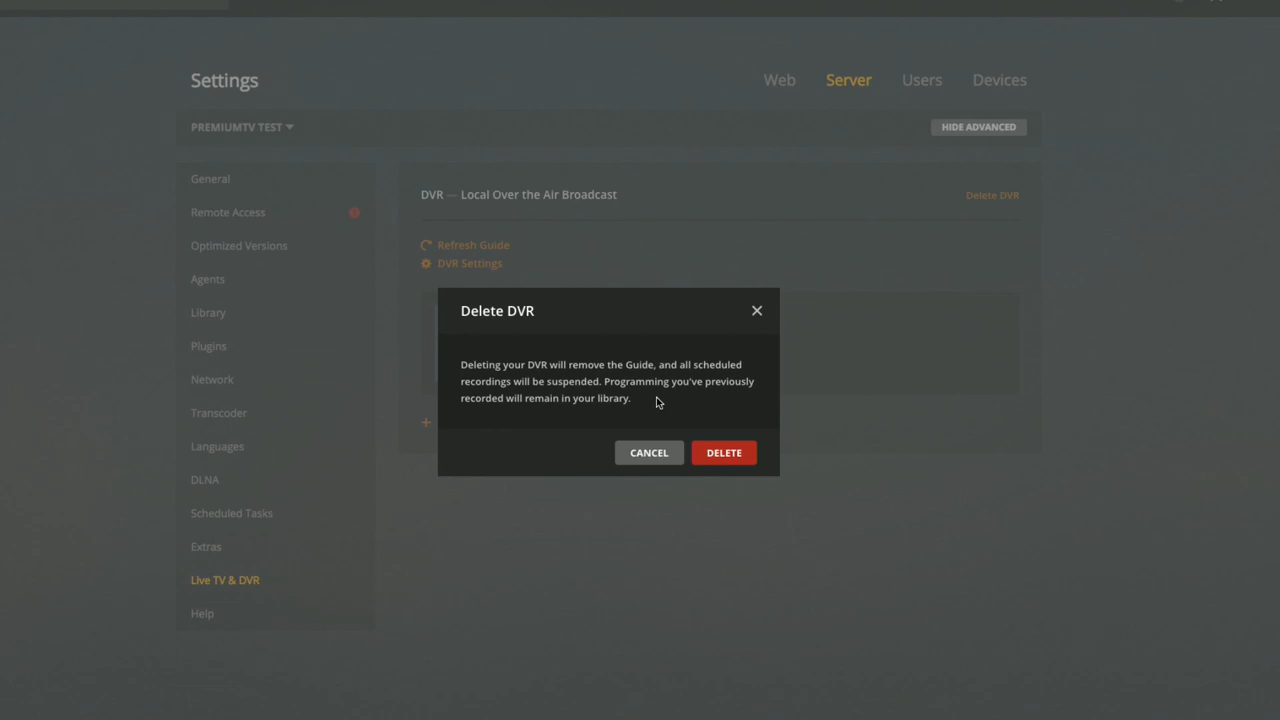 Settings
Web
Server
Users
Devices
PREMIUMTV TEST
HIDE ADVANCED
General
Remote Access
Optimized Versions
Agents
Library
Plugins
Network
Transcoder
Languages
DLNA
Scheduled Tasks
Extras
Live TV & DVR
Help
DVR — Local Over the Air Broadcast
Delete DVR
Refresh Guide
DVR Settings
Delete DVR
Deleting your DVR will remove the Guide, and all scheduled
recordings will be suspended. Programming you've previously
recorded will remain in your library.
CANCEL
DELETE